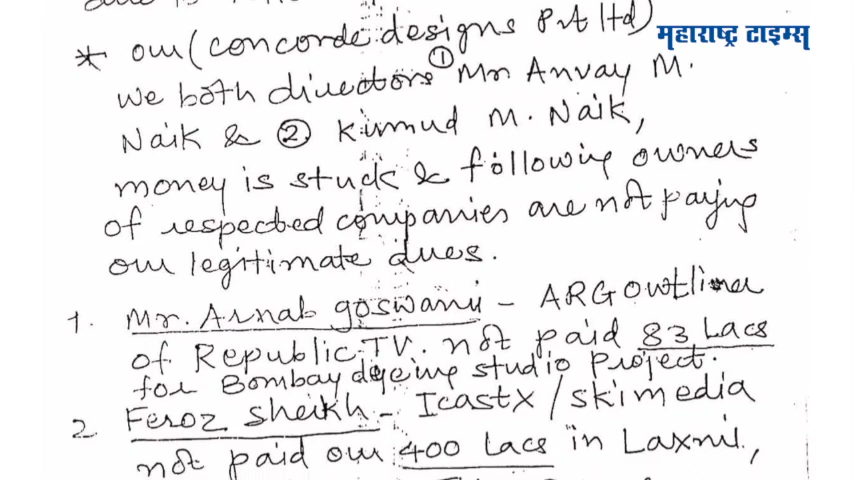 महाराष्ट्र टाइम्स
* our (concorde designs Pvt ltd)
we both directors ① Mr Anvay M.
Naik & ② Kumud M. Naik,
money is stuck & following owners
of respected companies are not paying
our legitimate dues.
1. Mr. Arnab goswami - ARG Outliner
of Republic TV. not paid 83 Lacs
for Bombay dyeing studio Project.
2 Feroz Sheikh - IcastX / skimedia
not paid our 400 Lacs in